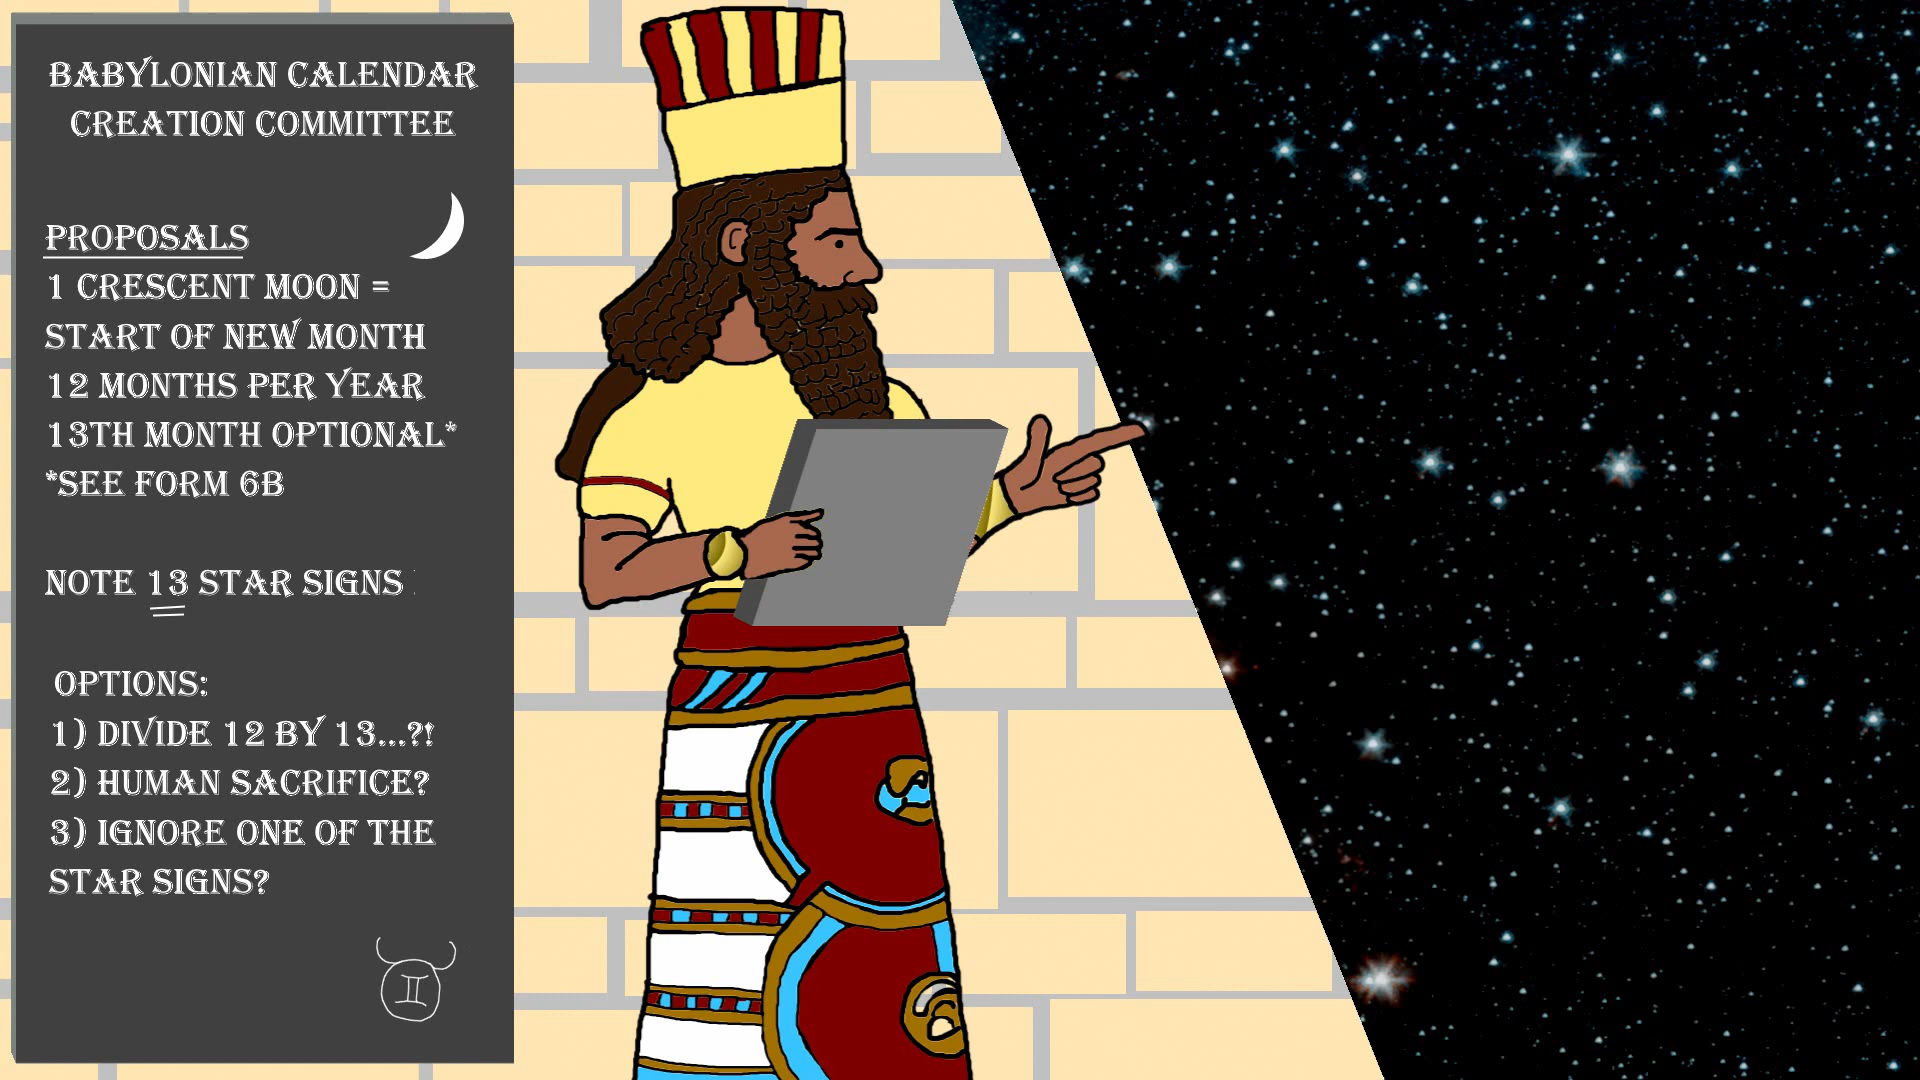 BABYLONIAN CALENDAR
CREATION COMMITTEE
PROPOSALS
1 CRESCENT MOON =
START OF NEW MONTH
12 MONTHS PER YEAR
13TH MONTH OPTIONAL*
*SEE FORM 6B
NOTE 13 STAR SIGNS
OPTIONS:
1) DIVIDE 12 BY 13...?!
2) HUMAN SACRIFICE?
3) IGNORE ONE OF THE
STAR SIGNS?
♊